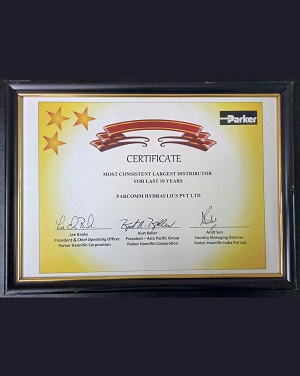 Parker
CERTIFICATE
MOST CONSISTENT LARGEST DISTRIBUTOR
FOR LAST 10 YEARS
PARCOMM HYDRAULICS PVT LTD
Lee Banks
President & Chief Operating Officer
Parker Hannifin Corporation
Kurt Keller
President – Asia Pacific Group
Parker Hannifin Corporation
Arijit Sen
Country Managing Director
Parker Hannifin India Pvt Ltd.